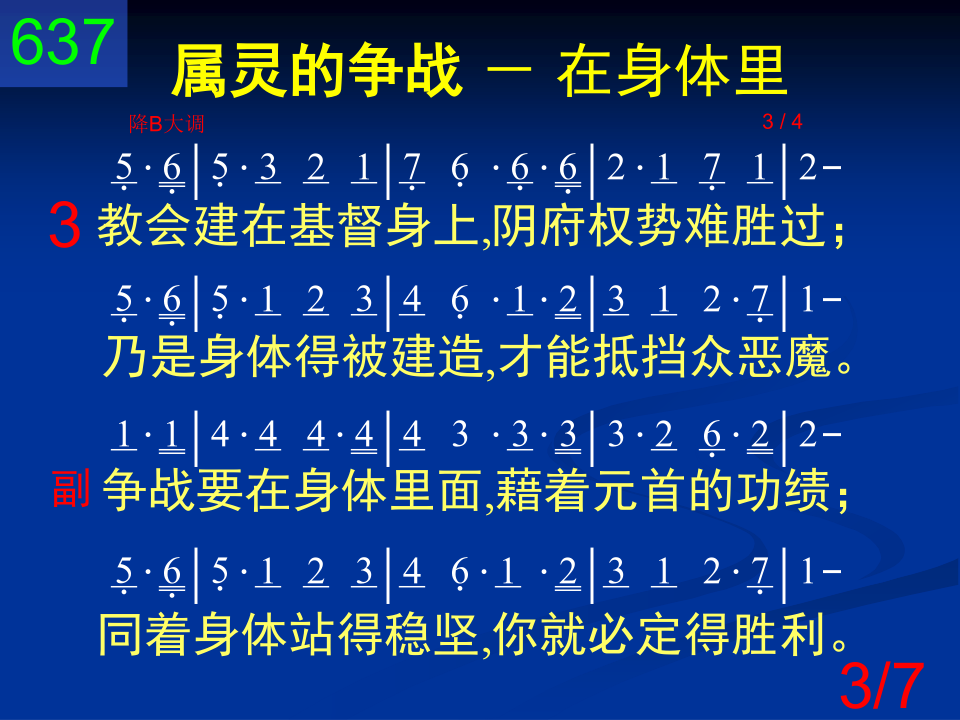 637
属灵的争战 － 在身体里
降B大调 3 / 4
5 · 6 | 5 · 3 2 1 | 7 6 · 6 · 6 | 2 · 1 7 1 | 2 -
3 教会建在基督身上,阴府权势难胜过；
5 · 6 | 5 · 1 2 3 | 4 6 · 1 · 2 | 3 1 2 · 7 | 1 -
乃是身体得被建造,才能抵挡众恶魔。
1 · 1 | 4 · 4 4 · 4 | 4 3 · 3 · 3 | 3 · 2 6 · 2 | 2 -
副 争战要在身体里面,藉着元首的功绩；
5 · 6 | 5 · 1 2 3 | 4 6 · 1 · 2 | 3 1 2 · 7 | 1 -
同着身体站得稳坚,你就必定得胜利。
3/7